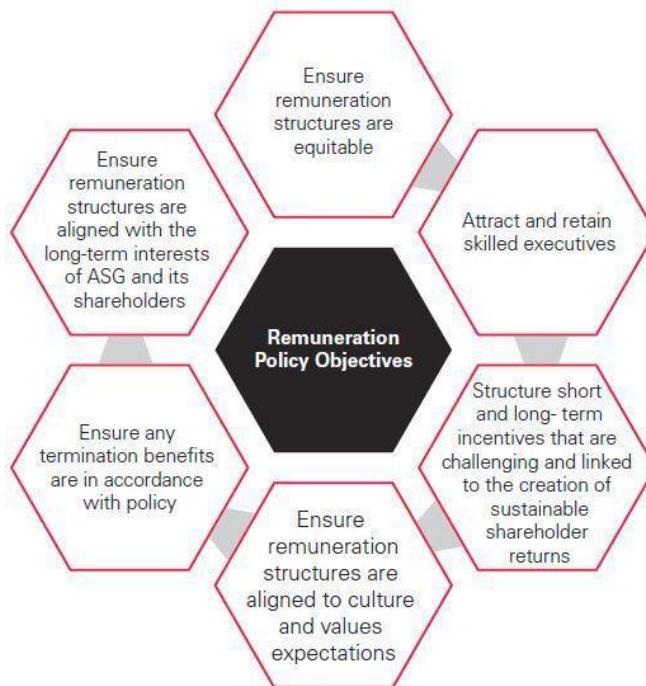 Ensure
remuneration
structures are
equitable
Attract and retain
skilled executives
Structure short
and long- term
incentives that are
challenging and linked
to the creation of
sustainable
shareholder
returns
Ensure
remuneration
structures are
aligned to culture
and values
expectations
Ensure any
termination benefits
are in accordance
with policy
Ensure
remuneration
structures are
aligned with the
long-term interests
of ASG and its
shareholders
Remuneration
Policy Objectives